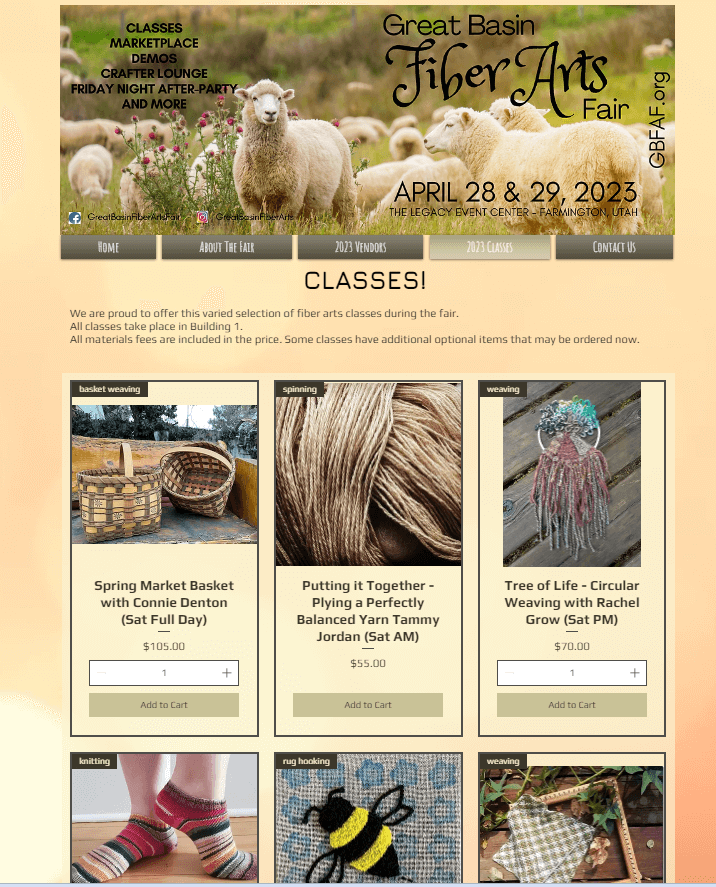 CLASSES
MARKETPLACE
DEMOS
CRAFTER LOUNGE
FRIDAY NIGHT AFTER-PARTY
AND MORE
Great Basin
Fiber Arts
Fair
GBFAF.org
APRIL 28 & 29, 2023
THE LEGACY EVENT CENTER - FARMINGTON, UTAH
GreatBasinFiberArtsFair
GreatbasinFiberArts
Home
About The Fair
2023 Vendors
2023 Classes
Contact Us
CLASSES!
We are proud to offer this varied selection of fiber arts classes during the fair.
All classes take place in Building 1.
All materials fees are included in the price. Some classes have additional optional items that may be ordered now.
basket weaving
Spring Market Basket
with Connie Denton
(Sat Full Day)
$105.00
1
Add to Cart
spinning
Putting it Together -
Plying a Perfectly
Balanced Yarn Tammy
Jordan (Sat AM)
$55.00
Add to Cart
weaving
Tree of Life - Circular
Weaving with Rachel
Grow (Sat PM)
$70.00
1
Add to Cart
knitting
rug hooking
weaving